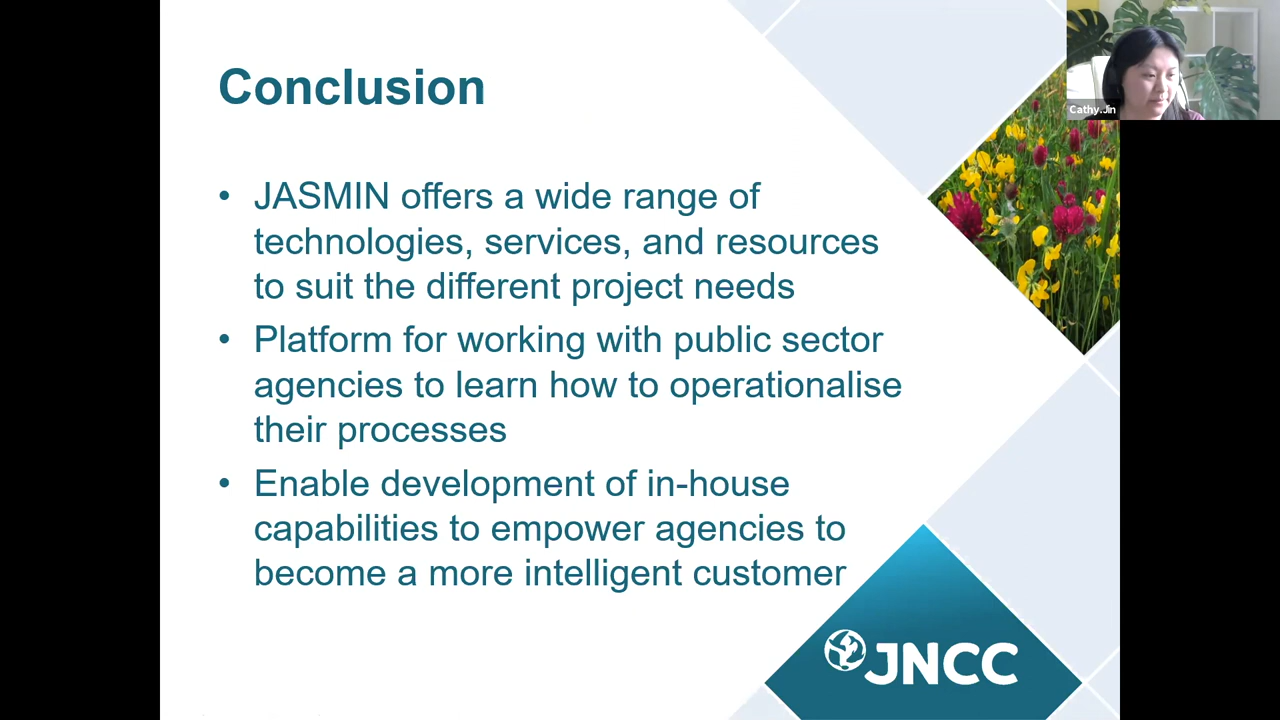 Conclusion
• JASMIN offers a wide range of
technologies, services, and resources
to suit the different project needs
• Platform for working with public sector
agencies to learn how to operationalise
their processes
• Enable development of in-house
capabilities to empower agencies to
become a more intelligent customer
JNCC
Cathy.Jin